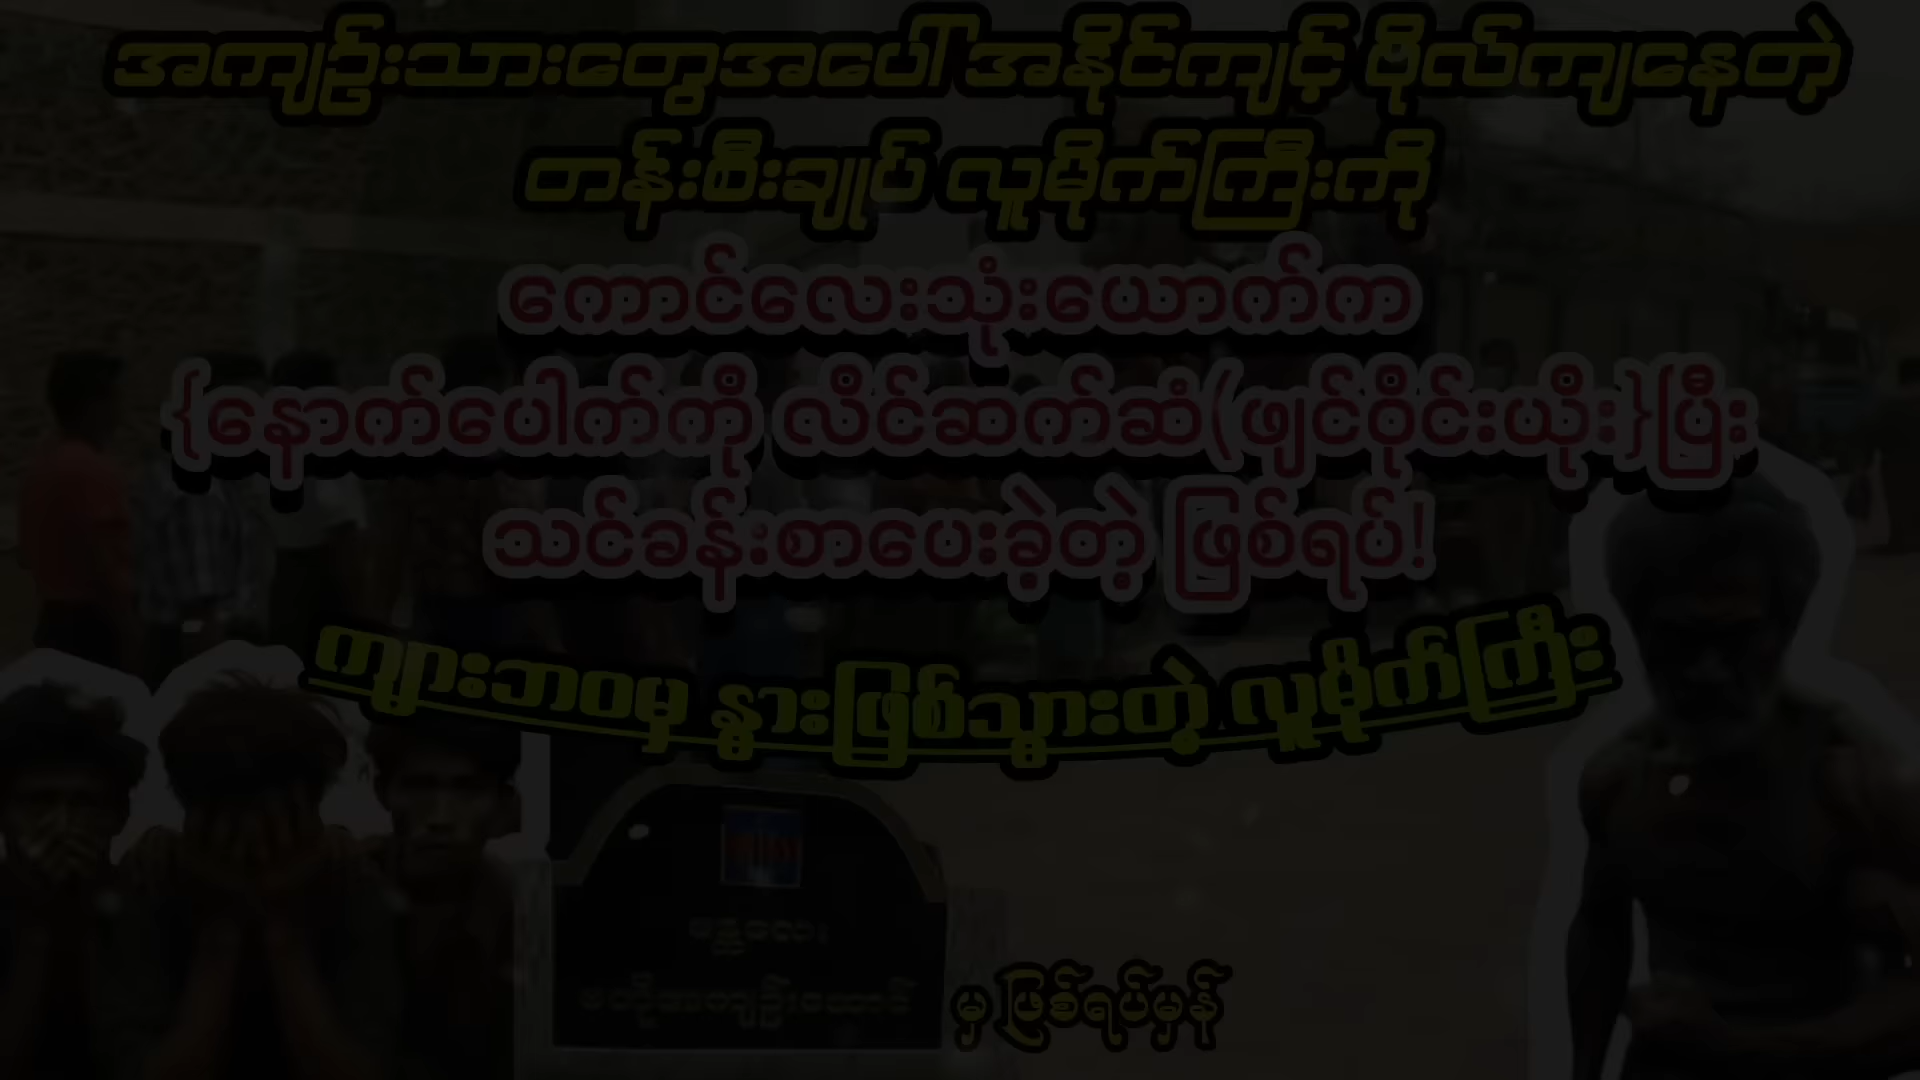 အကျဉ်းသားတွေအပေါ် အနိုင်ကျင့် ဗိုလ်ကျနေတဲ့
တန်းစီးချုပ် လူမိုက်ကြီးကို
ကောင်လေးသုံးယောက်က
{နောက်ပေါက်ကို လိင်ဆက်ဆံ(ဖျင်ဝိုင်းယိုး}ပြီး
သင်ခန်းစာပေးခဲ့တဲ့ ဖြစ်ရပ်!
ကျားဘဝမှ နွားဖြစ်သွားတဲ့ လူမိုက်ကြီး
မန္တလေး
မှ ဖြစ်ရပ်မှန်